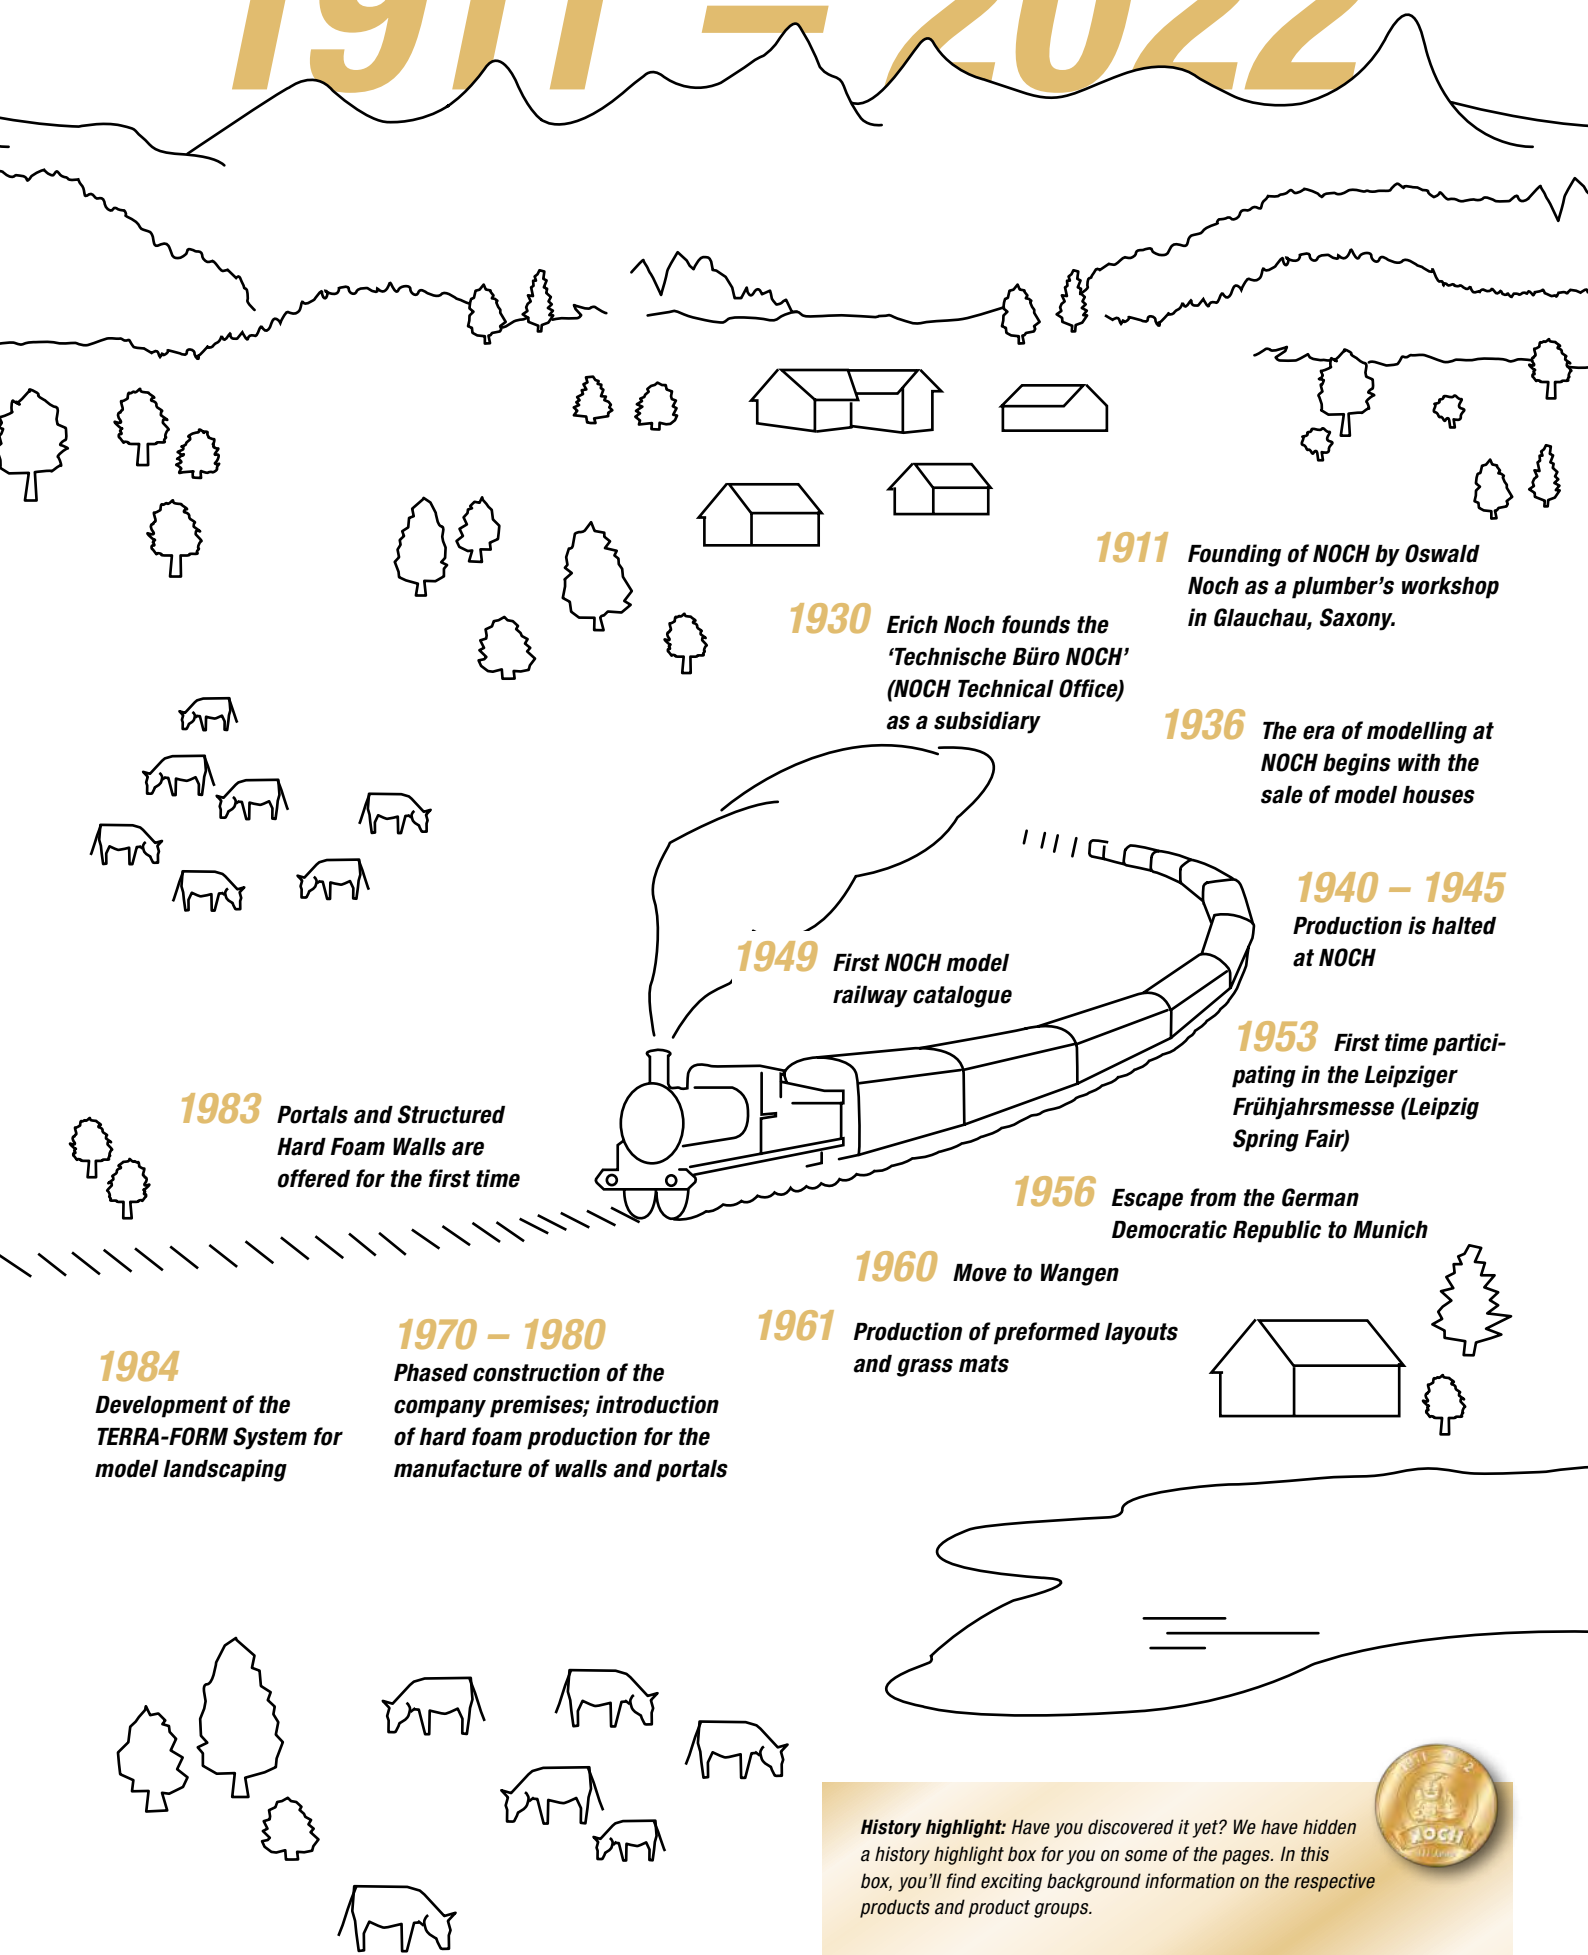 1911 – 2022
1911 Founding of NOCH by Oswald
Noch as a plumber’s workshop
in Glauchau, Saxony.
1930 Erich Noch founds the
‘Technische Büro NOCH’
(NOCH Technical Office)
as a subsidiary
1936 The era of modelling at
NOCH begins with the
sale of model houses
1940 – 1945
Production is halted
at NOCH
1949 First NOCH model
railway catalogue
1953 First time partici-
pating in the Leipziger
Frühjahrsmesse (Leipzig
Spring Fair)
1956 Escape from the German
Democratic Republic to Munich
1960 Move to Wangen
1961 Production of preformed layouts
and grass mats
1970 – 1980
Phased construction of the
company premises; introduction
of hard foam production for the
manufacture of walls and portals
1983 Portals and Structured
Hard Foam Walls are
offered for the first time
1984
Development of the
TERRA-FORM System for
model landscaping
History highlight: Have you discovered it yet? We have hidden
a history highlight box for you on some of the pages. In this
box, you’ll find exciting background information on the respective
products and product groups.
NOCH